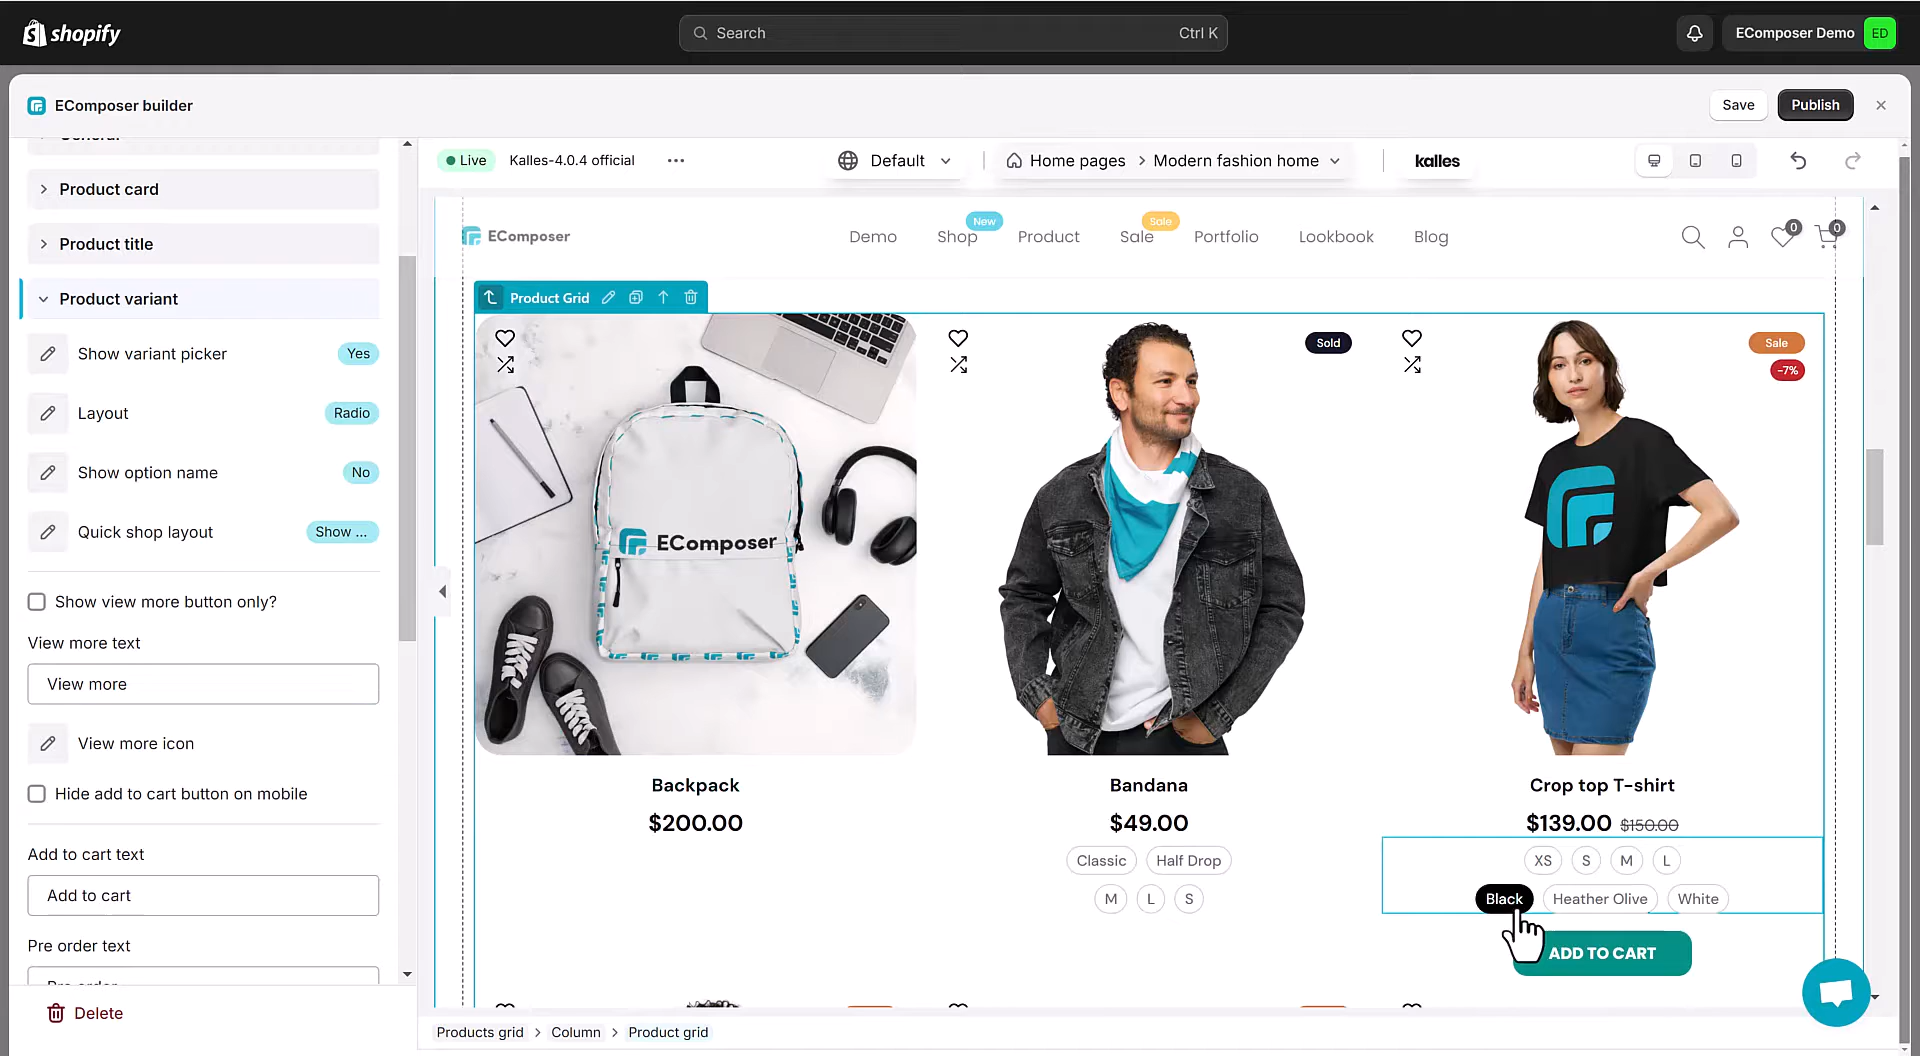 shopify
Search
Ctrl K
EComposer Demo
ED
EComposer builder
Save
Publish
General
Product card
Product title
Product variant
Show variant picker
Yes
Layout
Radio
Show option name
No
Quick shop layout
Show ...
Show view more button only?
View more text
View more
View more icon
Hide add to cart button on mobile
Add to cart text
Add to cart
Pre order text
Pre order
Delete
Live
Kalles-4.0.4 official
Default
Home pages
Modern fashion home
kalles
EComposer
Demo
Shop
New
Product
Sale
Sale
Portfolio
Lookbook
Blog
0
0
Product Grid
EComposer
Backpack
$200.00
Sold
Bandana
$49.00
Classic
Half Drop
M
L
S
Sale
-7%
Crop top T-shirt
$139.00 $150.00
XS
S
M
L
Black
Heather Olive
White
ADD TO CART
Products grid
Column
Product grid